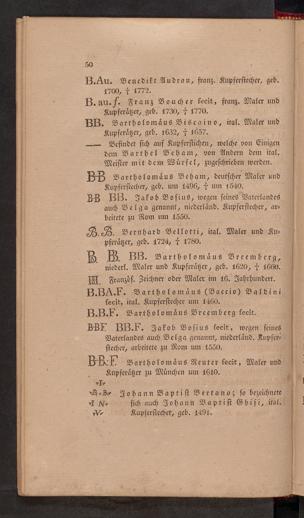 50
B.Au. Benedikt Audran, franz. Kupferstecher, geb.
1700, † 1772.
B. au. f. Franz Boucher fecit, franz. Maler und
Kupferätzer, geb. 1730, † 1770.
BB. Bartholomäus Biscaino, ital. Maler und
Kupferätzer, geb. 1632, † 1657.
—— Befindet sich auf Kupferstichen, welche von Einigen
dem Barthel Beham, von Andern dem ital.
Meister mit dem Würfel, zugeschrieben werden.
B·B Bartholomäus Beham, deutscher Maler und
Kupferstecher, geb. um 1496, † um 1540.
B·B BB. Jakob Bosius, wegen seines Vaterlandes
auch Belga genannt, niederländ. Kupferstecher, ar-
beitete zu Rom um 1550.
B. B. Bernhard Bellotti, ital. Maler und Ku-
pferätzer, geb. 1724, † 1780.
B. B. BB. Bartholomäus Breemberg,
niederl. Maler und Kupferätzer, geb. 1620, † 1660.
Französ. Zeichner oder Maler im 16. Jahrhundert.
B.BA.F. Bartholomäus (Baccio) Baldini
fecit, ital. Kupferstecher um 1460.
B.B.F. Bartholomäus Breemberg fecit.
BBF BB.F. Jakob Bosius fecit, wegen seines
Vaterlandes auch Belga genannt, niederländ. Kupfer-
stecher, arbeitete zu Rom um 1550.
B·B·F Bartholomäus Reuter fecit, Maler und
Kupferätzer zu München um 1610.
·I·
·B· Johann Baptist Bertano; so bezeichnete
·I N· sich auch Johann Baptist Ghisi, ital.
·V· Kupferstecher, geb. 1491.